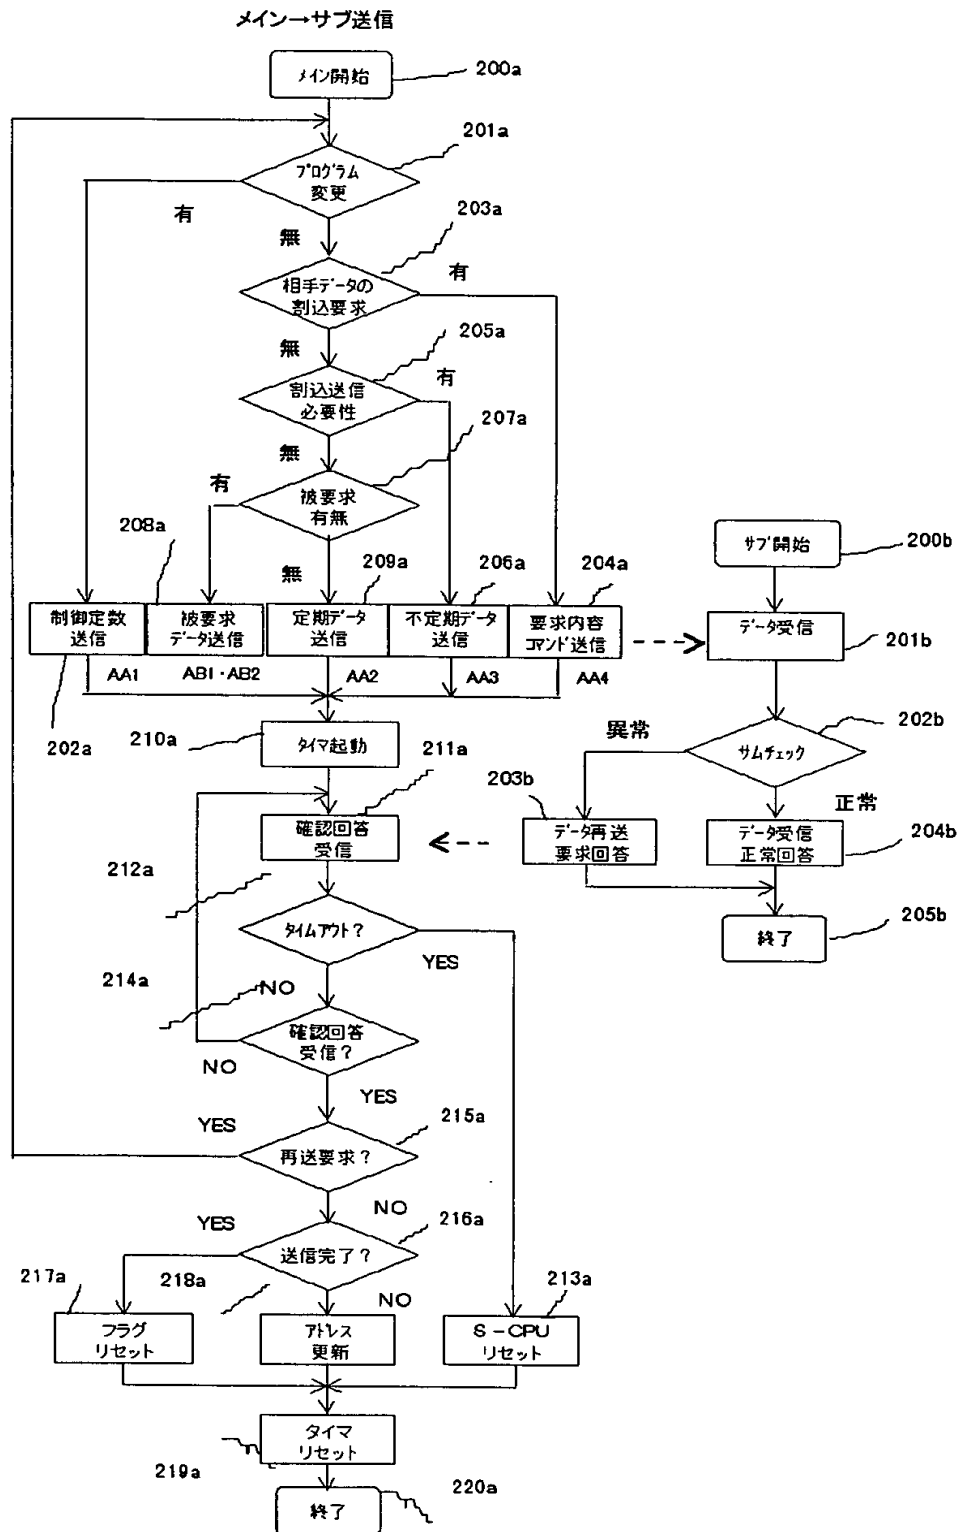 メイン→サブ送信
メイン開始
200a
201a
プログラム
変更
有
203a
無
相手データの
割込要求
有
205a
無
割込送信
必要性
有
207a
無
有
被要求
有無
208a
無
209a
206a
204a
サブ開始
200b
制御定数
送信
被要求
データ送信
定期データ
送信
不定期データ
送信
要求内容
コマンド送信
データ受信
201b
AA1
AB1・AB2
AA2
AA3
AA4
202a
210a
タイマ起動
211a
異常
サムチェック
202b
203b
正常
確認回答
受信
データ再送
要求回答
データ受信
正常回答
204b
212a
タイムアウト?
YES
終了
205b
214a
NO
確認回答
受信?
NO
YES
YES
215a
再送要求?
NO
YES
216a
送信完了?
217a
218a
NO
213a
フラグ
リセット
アドレス
更新
S-CPU
リセット
タイマ
リセット
219a
220a
終了